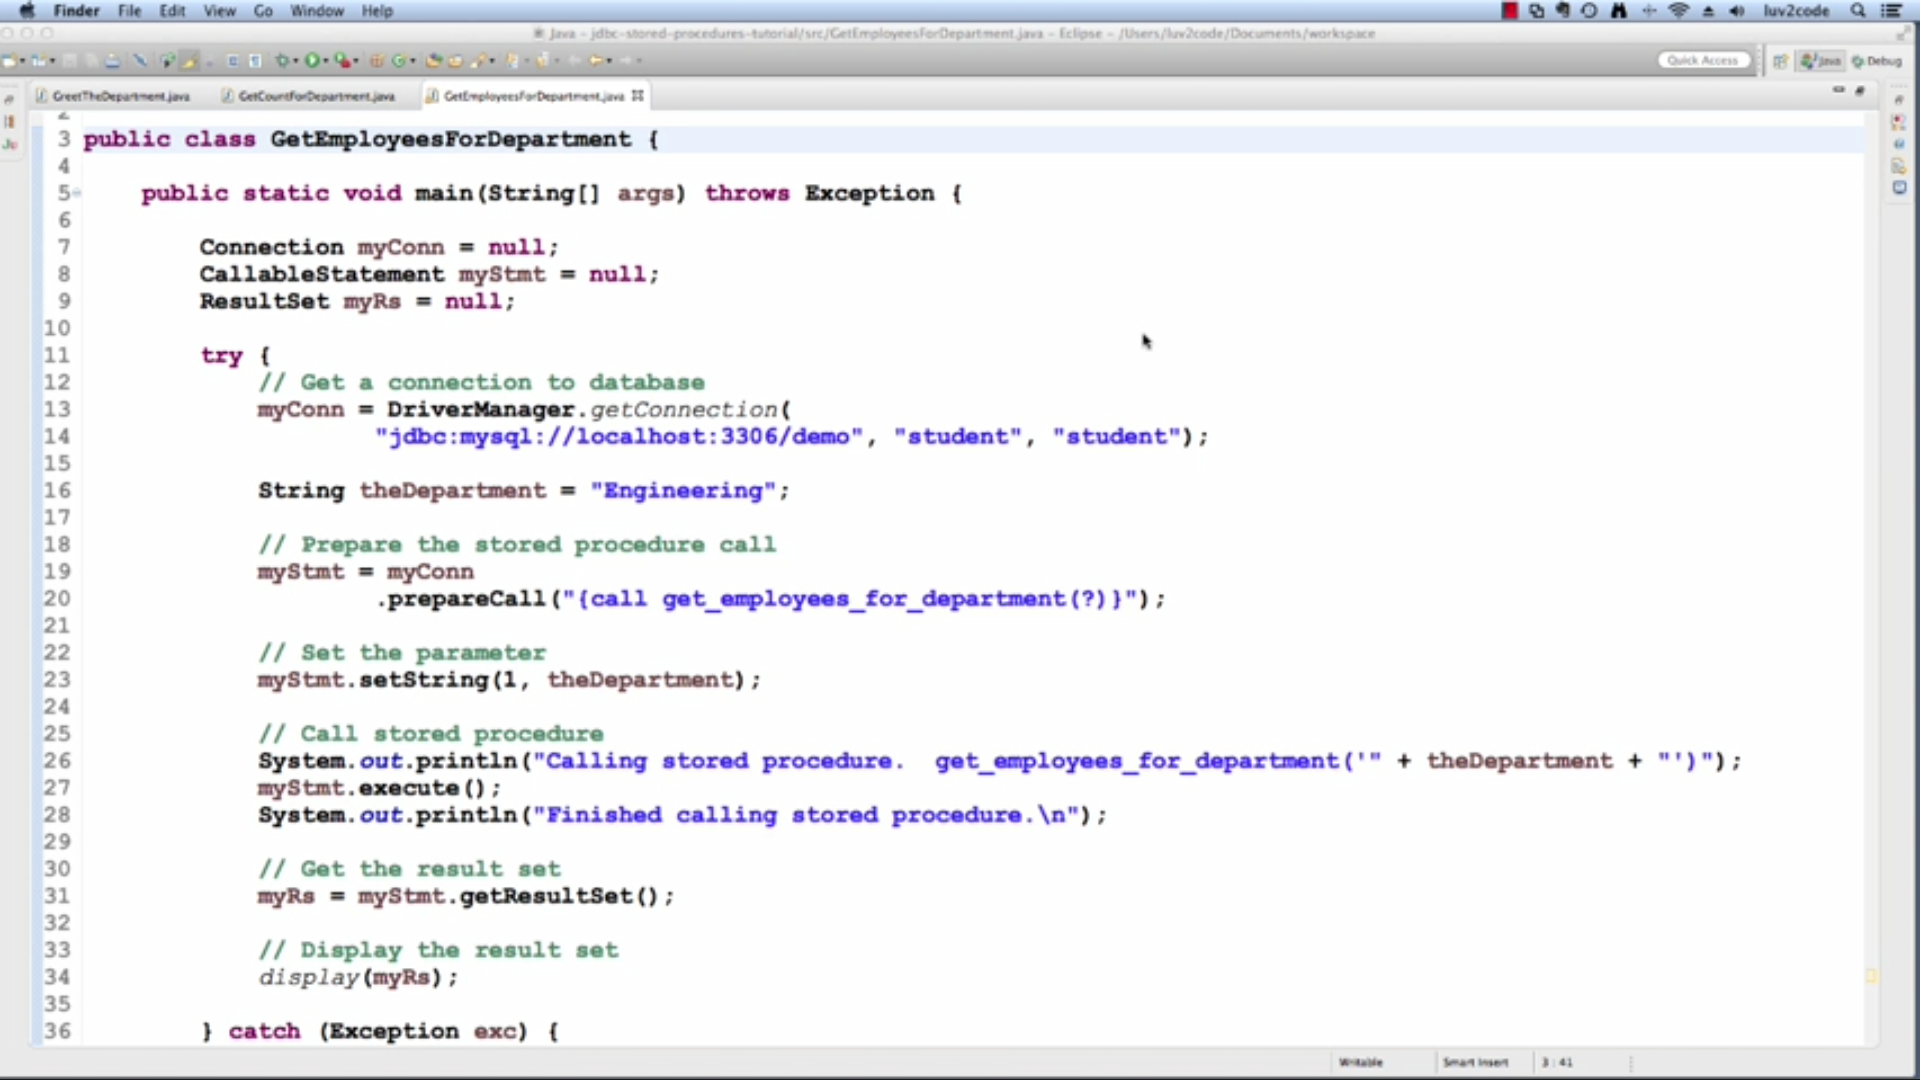 Finder File Edit View Go Window Help luv2code
Java - jdbc-stored-procedures-tutorial/src/GetEmployeesForDepartment.java - Eclipse - /Users/luv2code/Documents/workspace
Quick Access Java Debug
GreetTheDepartment.java GetCountForDepartment.java GetEmployeesForDepartment.java
2
3 public class GetEmployeesForDepartment {
4
5 public static void main(String[] args) throws Exception {
6
7 Connection myConn = null;
8 CallableStatement myStmt = null;
9 ResultSet myRs = null;
10
11 try {
12 // Get a connection to database
13 myConn = DriverManager.getConnection(
14 "jdbc:mysql://localhost:3306/demo", "student", "student");
15
16 String theDepartment = "Engineering";
17
18 // Prepare the stored procedure call
19 myStmt = myConn
20 .prepareCall("{call get_employees_for_department(?)}");
21
22 // Set the parameter
23 myStmt.setString(1, theDepartment);
24
25 // Call stored procedure
26 System.out.println("Calling stored procedure.  get_employees_for_department('" + theDepartment + "')");
27 myStmt.execute();
28 System.out.println("Finished calling stored procedure.\n");
29
30 // Get the result set
31 myRs = myStmt.getResultSet();
32
33 // Display the result set
34 display(myRs);
35
36 } catch (Exception exc) {
Writable Smart Insert 3 : 41